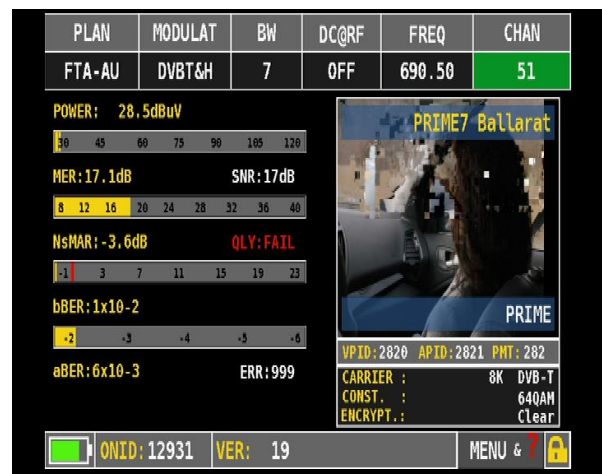 PLAN MODULAT BW DC@RF FREQ CHAN
FTA-AU DVBT&H 7 OFF 690.50 51
POWER: 28.5dBuV
30 45 60 75 90 105 120
MER:17.1dB SNR:17dB
8 12 16 20 24 28 32 36 40
NsMAR:-3.6dB QLY:FAIL
-1 3 7 11 15 19 23
bBER:1x10-2
-2 -3 -4 -5 -6
aBER:6x10-3 ERR:999
PRIME7 Ballarat
PRIME
VPID:2820 APID:2821 PMT:282
CARRIER : 8K DVB-T
CONST. : 64QAM
ENCRYPT.: Clear
ONID:12931 VER: 19 MENU & ?